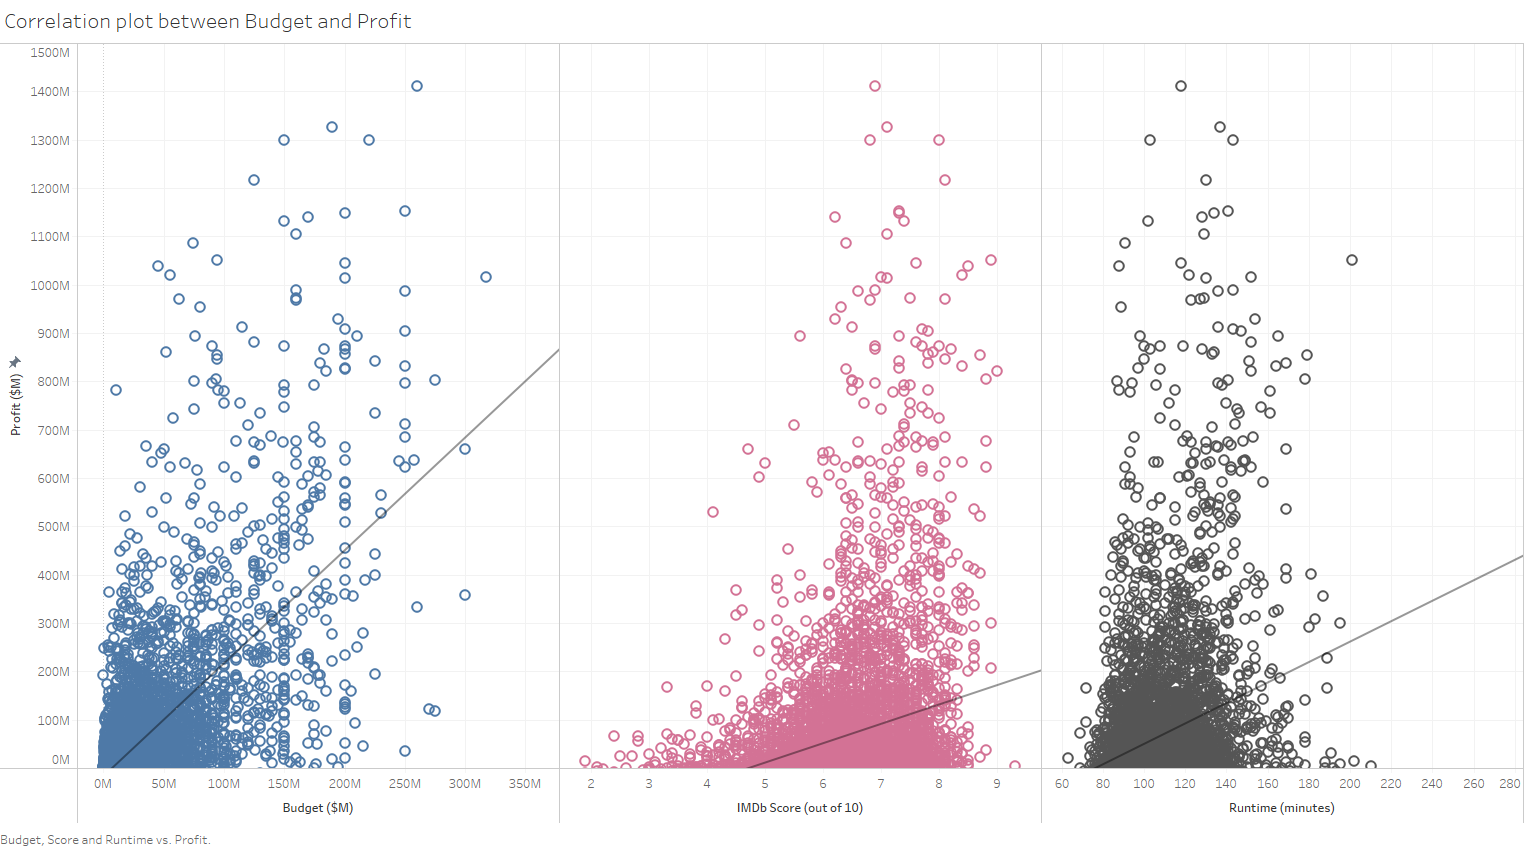 Correlation plot between Budget and Profit
1500M
1400M
1300M
1200M
1100M
1000M
900M
800M
700M
600M
500M
400M
300M
200M
100M
0M
Profit ($M)
0M 50M 100M 150M 200M 250M 300M 350M
Budget ($M)
2 3 4 5 6 7 8 9
IMDb Score (out of 10)
60 80 100 120 140 160 180 200 220 240 260 280
Runtime (minutes)
Budget, Score and Runtime vs. Profit.